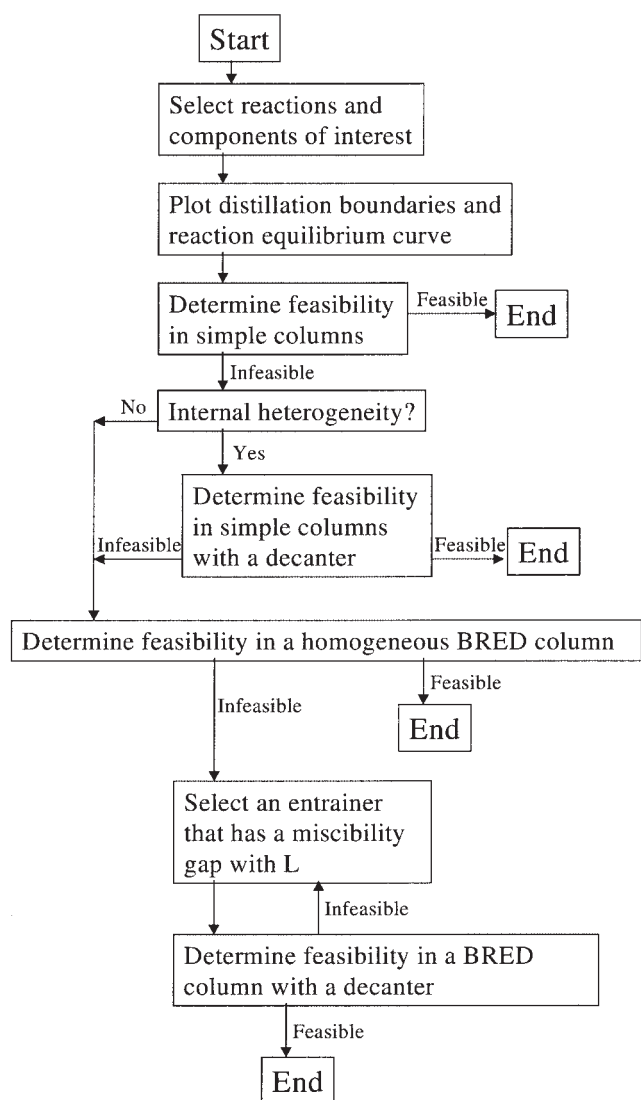 Start
Select reactions and
components of interest
Plot distillation boundaries and
reaction equilibrium curve
Determine feasibility
in simple columns
Feasible
End
Infeasible
No
Internal heterogeneity?
Yes
Determine feasibility
in simple columns
with a decanter
Infeasible
Feasible
End
Determine feasibility in a homogeneous BRED column
Infeasible
Feasible
End
Select an entrainer
that has a miscibility
gap with L
Infeasible
Determine feasibility in a BRED
column with a decanter
Feasible
End